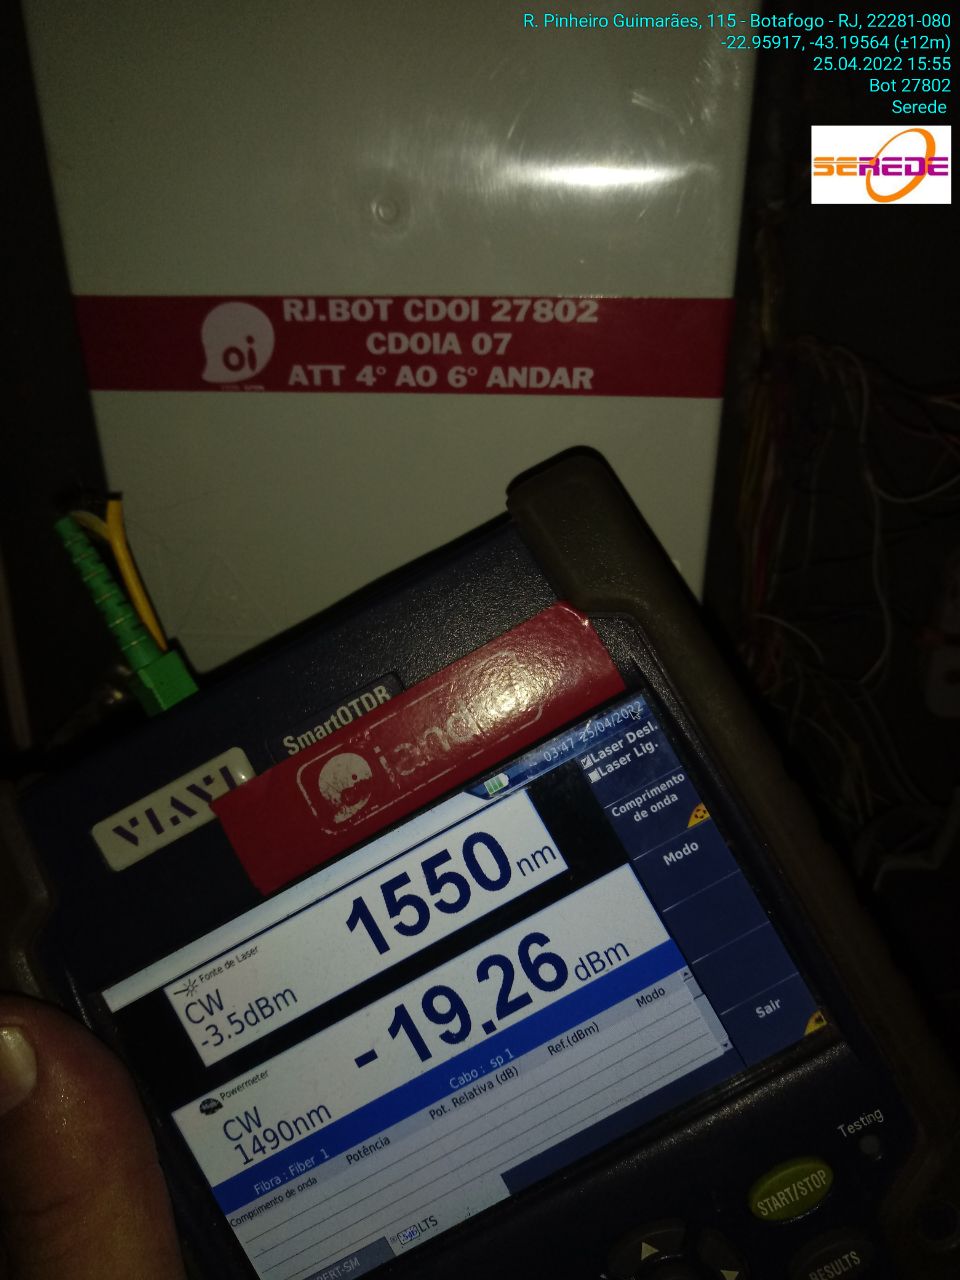 R. Pinheiro Guimarães, 115 - Botafogo - RJ, 22281-080
-22.95917, -43.19564 (±12m)
25.04.2022 15:55
Bot 27802
Serede
SEREDE
RJ.BOT CDOI 27802
oi
CDOIA 07
ATT 4° AO 6° ANDAR
SmartOTDR
VIAVI
03:47 25/04/2022
Laser Desl.
Laser Lig.
Comprimento
de onda
Modo
Sair
Fonte de Laser
1550 nm
CW
-3.5dBm
Powermeter
-19.26 dBm
CW
1490nm
Fibra : Fiber 1
Cabo : sp 1
Comprimento de onda
Potência
Pot. Relativa (dB)
Ref.(dBm)
Modo
LTS
Testing
START/STOP
RESULTS